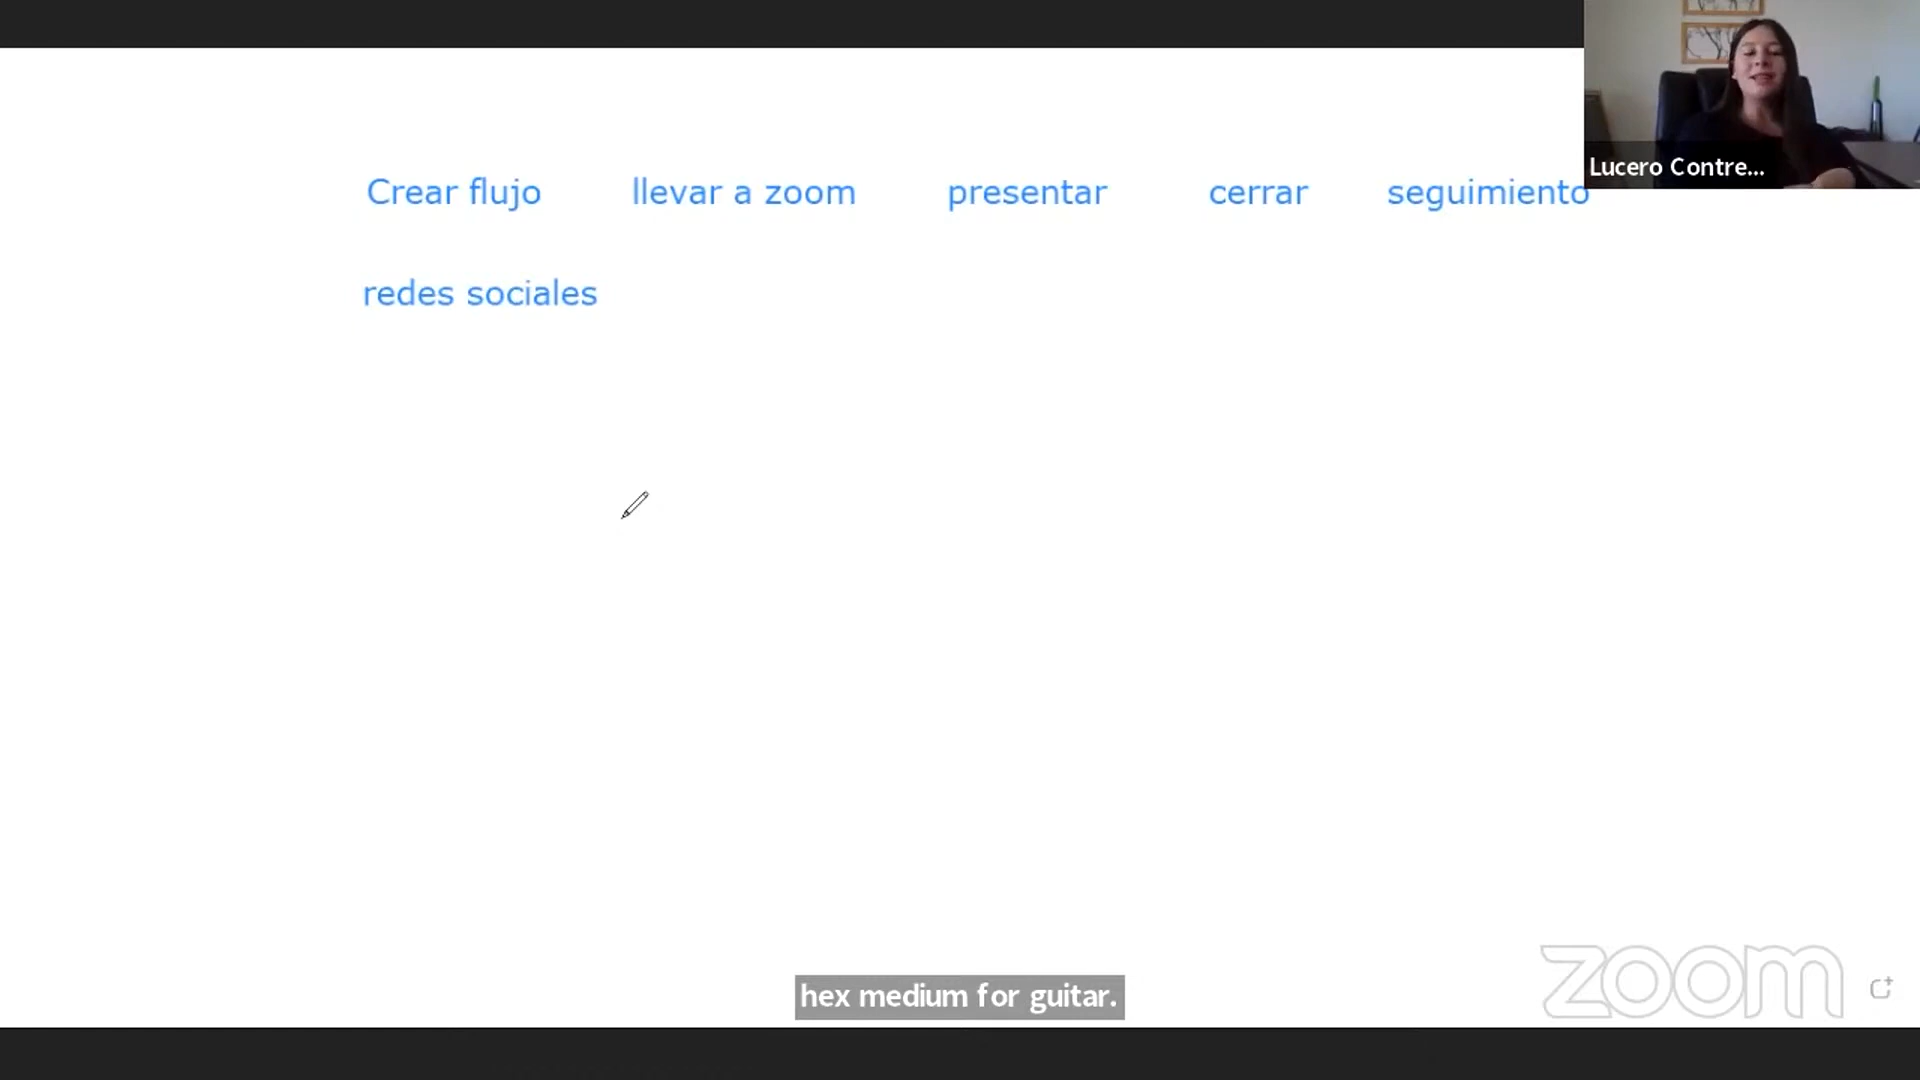 Lucero Contre...
Crear flujo llevar a zoom presentar cerrar seguimiento
redes sociales
hex medium for guitar.
zoom